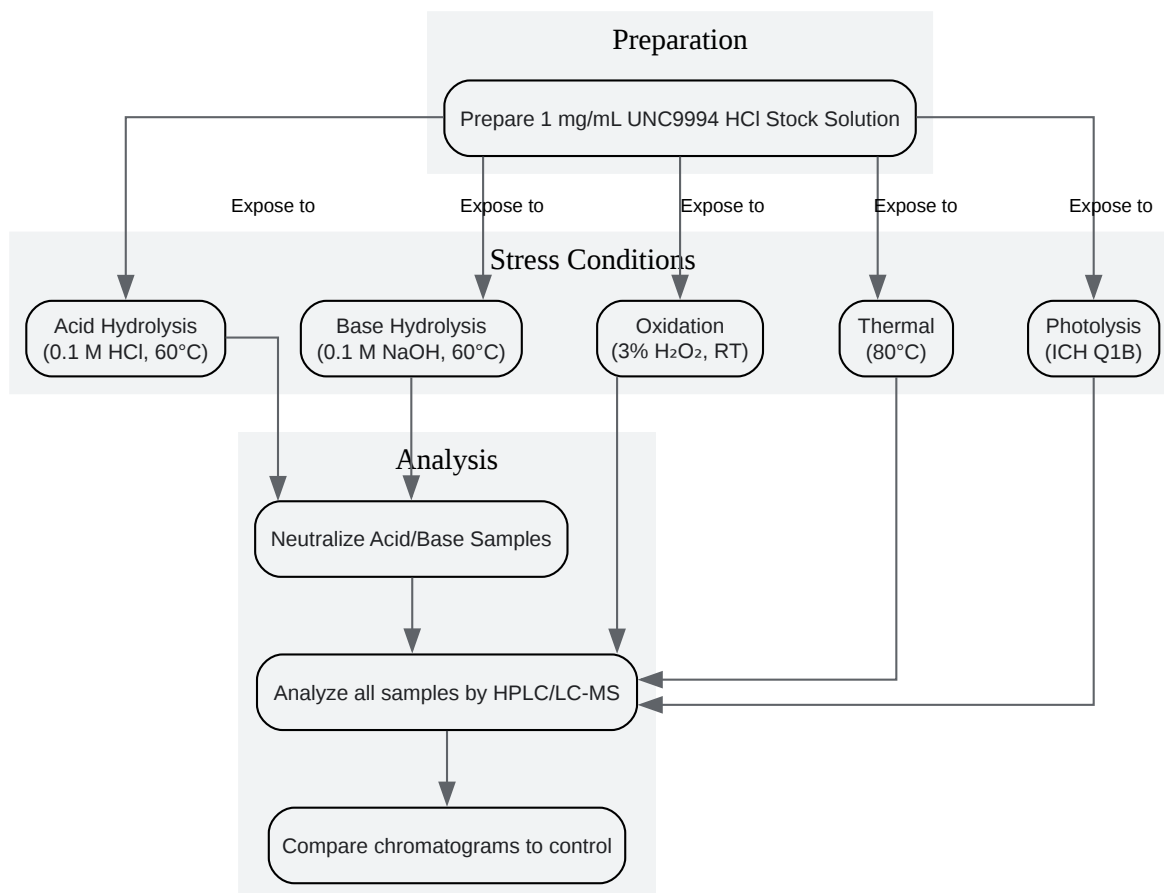 Preparation
Prepare 1 mg/mL UNC9994 HCl Stock Solution
Expose to
Expose to
Expose to
Expose to
Expose to
Stress Conditions
Acid Hydrolysis
(0.1 M HCl, 60°C)
Base Hydrolysis
(0.1 M NaOH, 60°C)
Oxidation
(3% H₂O₂, RT)
Thermal
(80°C)
Photolysis
(ICH Q1B)
Analysis
Neutralize Acid/Base Samples
Analyze all samples by HPLC/LC-MS
Compare chromatograms to control